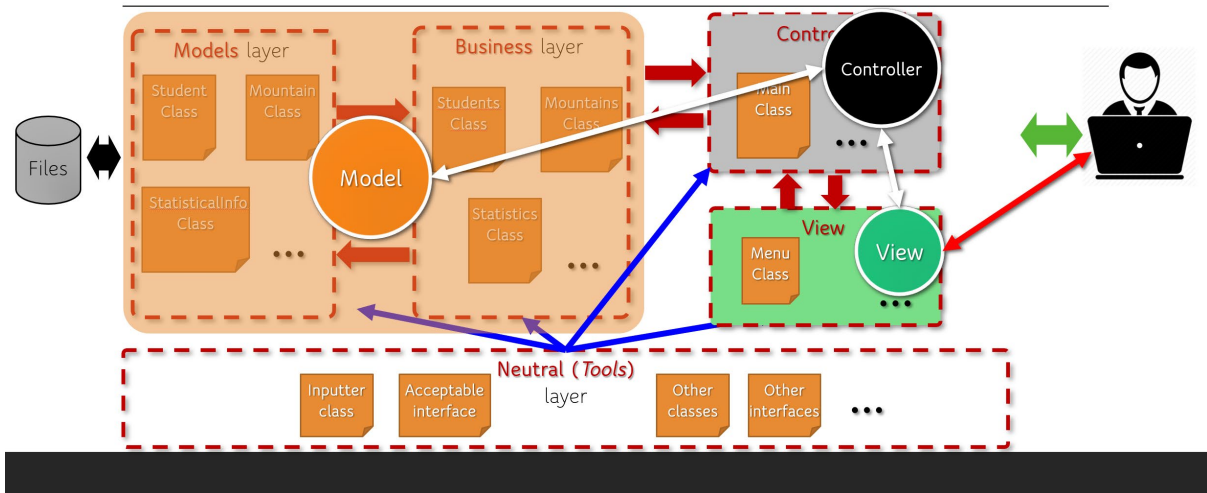 Models layer
Business layer
Student
Class
Mountain
Class
StatisticalInfo
Class
...
Students
Class
Mountains
Class
Statistics
Class
...
Model
Files
Main
Class
...
Controller
View
Menu
Class
View
...
Neutral (Tools)
layer
Inputter
class
Acceptable
interface
Other
classes
Other
interfaces
...